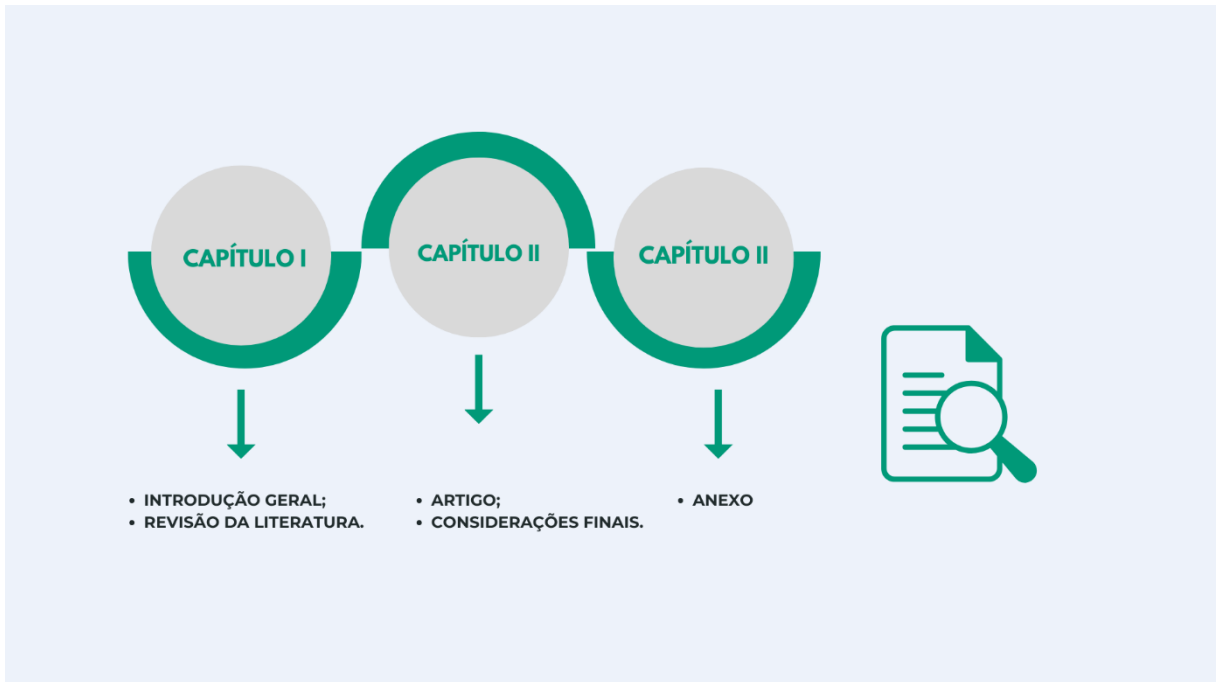 CAPÍTULO I
CAPÍTULO II
CAPÍTULO II
• INTRODUÇÃO GERAL;
• REVISÃO DA LITERATURA.
• ARTIGO;
• CONSIDERAÇÕES FINAIS.
• ANEXO